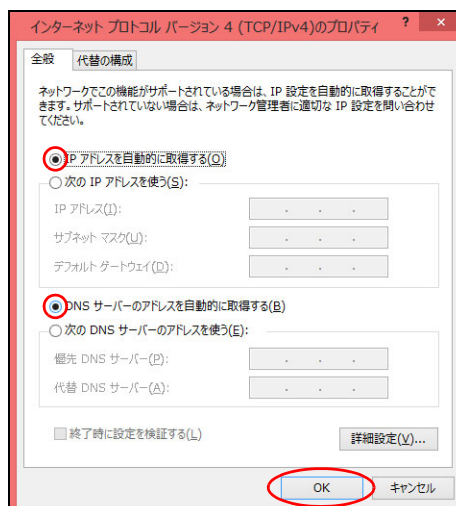 インターネット プロトコル バージョン 4 (TCP/IPv4)のプロパティ ? ×
全般 代替の構成
ネットワークでこの機能がサポートされている場合は、IP 設定を自動的に取得することがで
きます。サポートされていない場合は、ネットワーク管理者に適切な IP 設定を問い合わせ
てください。
IP アドレスを自動的に取得する(O)
次の IP アドレスを使う(S):
IP アドレス(I):
サブネット マスク(U):
デフォルト ゲートウェイ(D):
DNS サーバーのアドレスを自動的に取得する(B)
次の DNS サーバーのアドレスを使う(E):
優先 DNS サーバー(P):
代替 DNS サーバー(A):
終了時に設定を検証する(L)
詳細設定(V)...
OK キャンセル